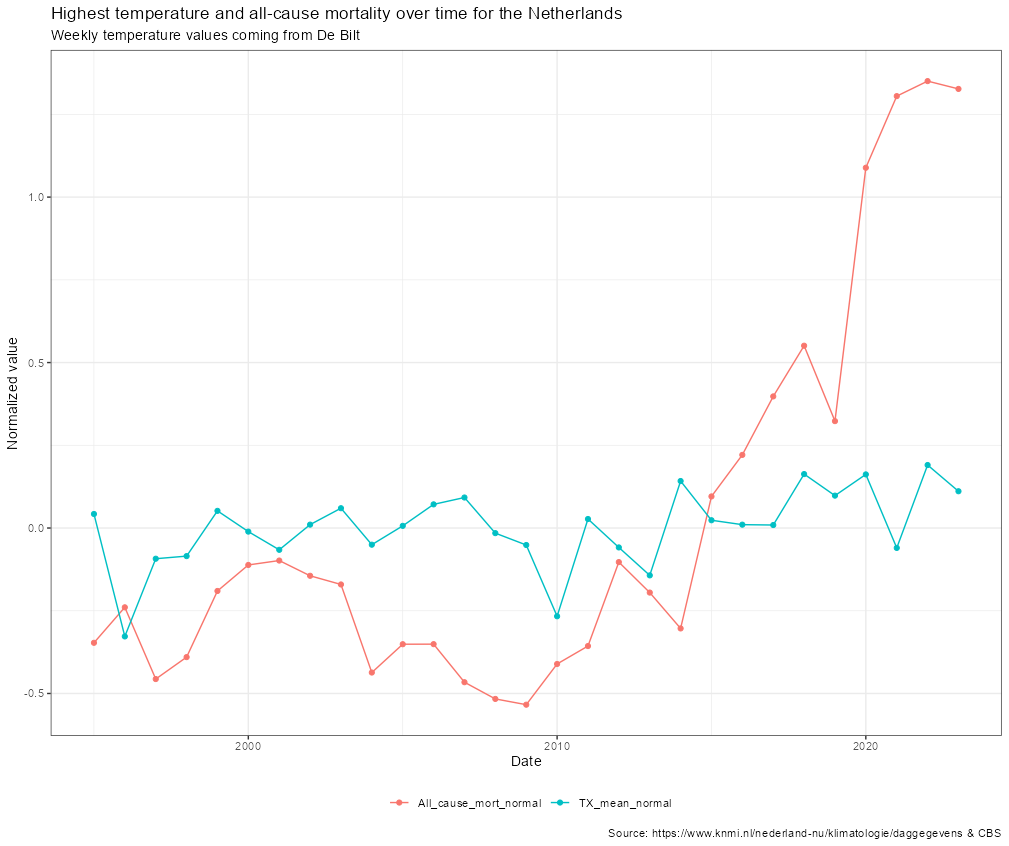 Highest temperature and all-cause mortality over time for the Netherlands
Weekly temperature values coming from De Bilt
Normalized value
1.0
0.5
0.0
-0.5
2000
2010
2020
Date
All_cause_mort_normal
TX_mean_normal
Source: https://www.knmi.nl/nederland-nu/klimatologie/daggegevens & CBS